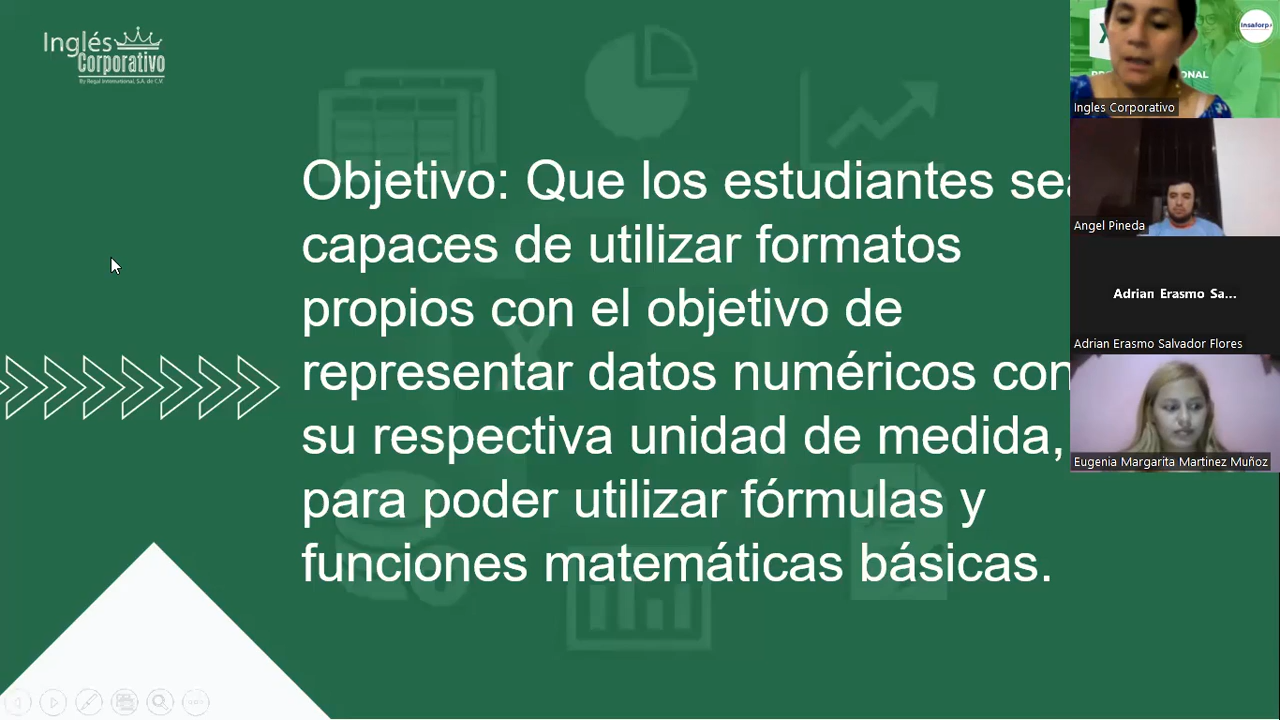 Inglés
Corporativo
By Regal International, S.A. de C.V.
Objetivo: Que los estudiantes sea
capaces de utilizar formatos
propios con el objetivo de
representar datos numéricos con
su respectiva unidad de medida,
para poder utilizar fórmulas y
funciones matemáticas básicas.
insaforp
ONAL
Ingles Corporativo
Angel Pineda
Adrian Erasmo Sa...
Adrian Erasmo Salvador Flores
Eugenia Margarita Martinez Muñoz